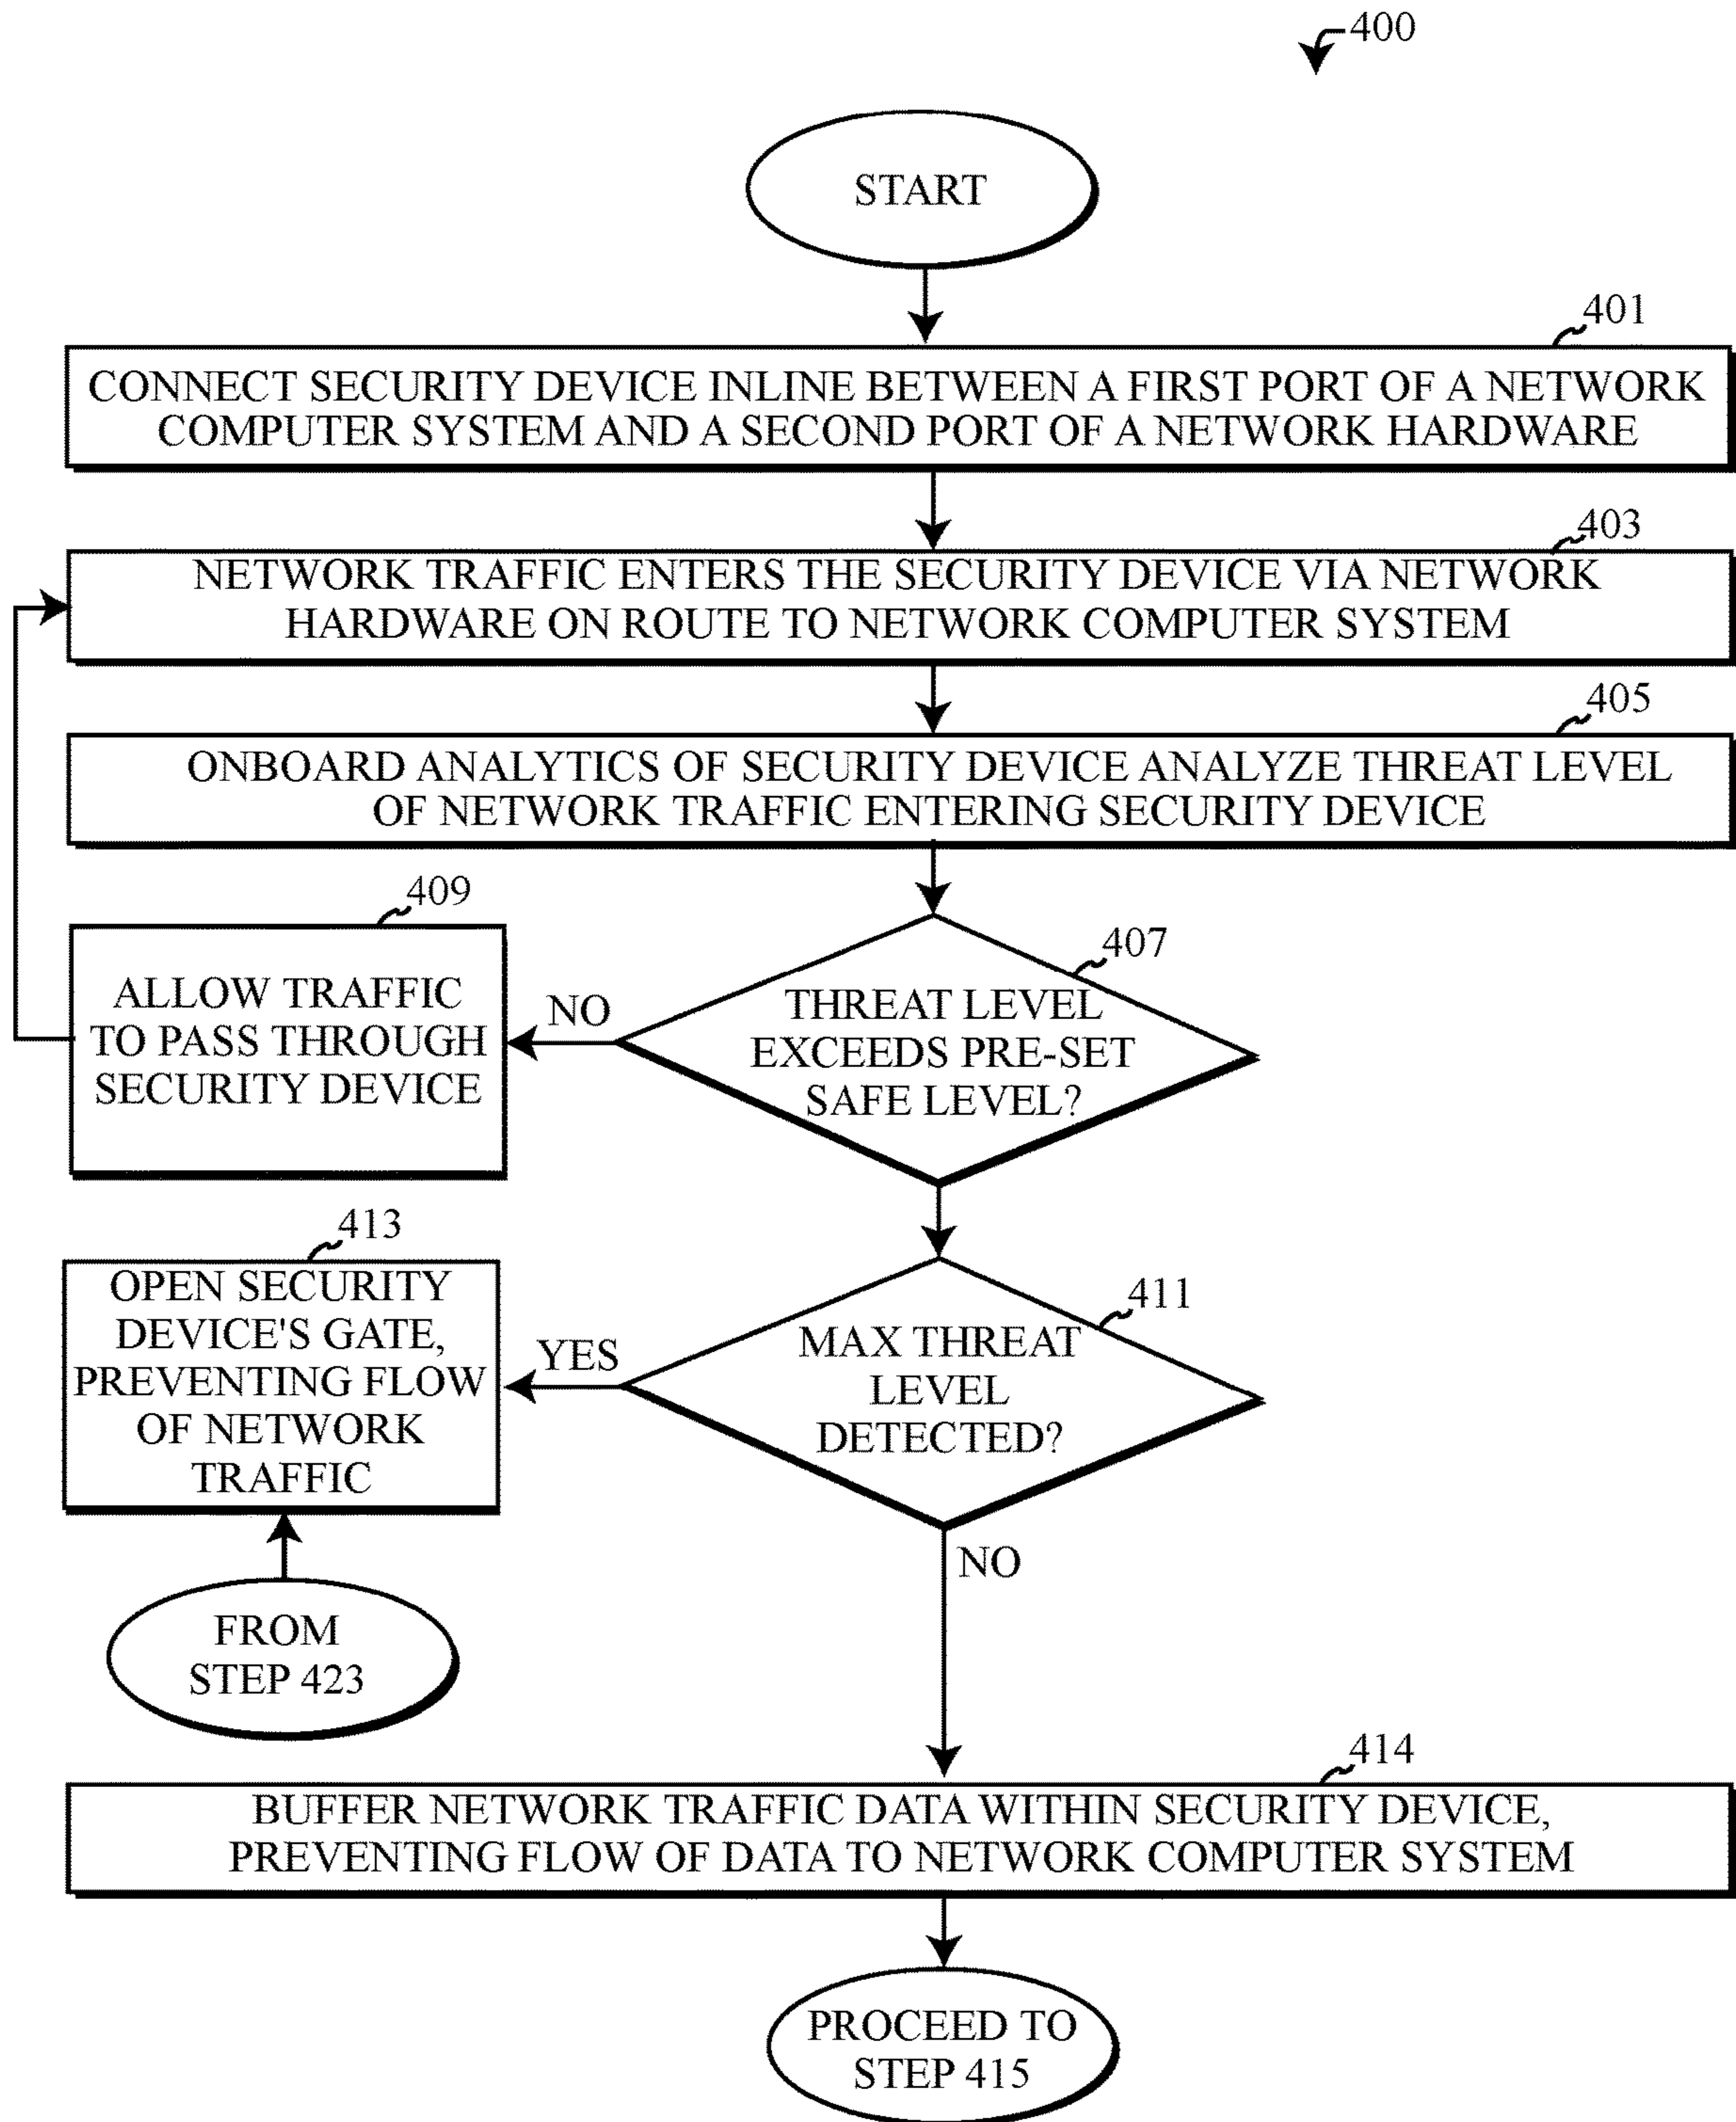 400
START
401
CONNECT SECURITY DEVICE INLINE BETWEEN A FIRST PORT OF A NETWORK
COMPUTER SYSTEM AND A SECOND PORT OF A NETWORK HARDWARE
403
NETWORK TRAFFIC ENTERS THE SECURITY DEVICE VIA NETWORK
HARDWARE ON ROUTE TO NETWORK COMPUTER SYSTEM
405
ONBOARD ANALYTICS OF SECURITY DEVICE ANALYZE THREAT LEVEL
OF NETWORK TRAFFIC ENTERING SECURITY DEVICE
409
ALLOW TRAFFIC
TO PASS THROUGH
SECURITY DEVICE
NO
407
THREAT LEVEL
EXCEEDS PRE-SET
SAFE LEVEL?
413
OPEN SECURITY
DEVICE'S GATE,
PREVENTING FLOW
OF NETWORK
TRAFFIC
YES
411
MAX THREAT
LEVEL
DETECTED?
NO
FROM
STEP 423
414
BUFFER NETWORK TRAFFIC DATA WITHIN SECURITY DEVICE,
PREVENTING FLOW OF DATA TO NETWORK COMPUTER SYSTEM
PROCEED TO
STEP 415